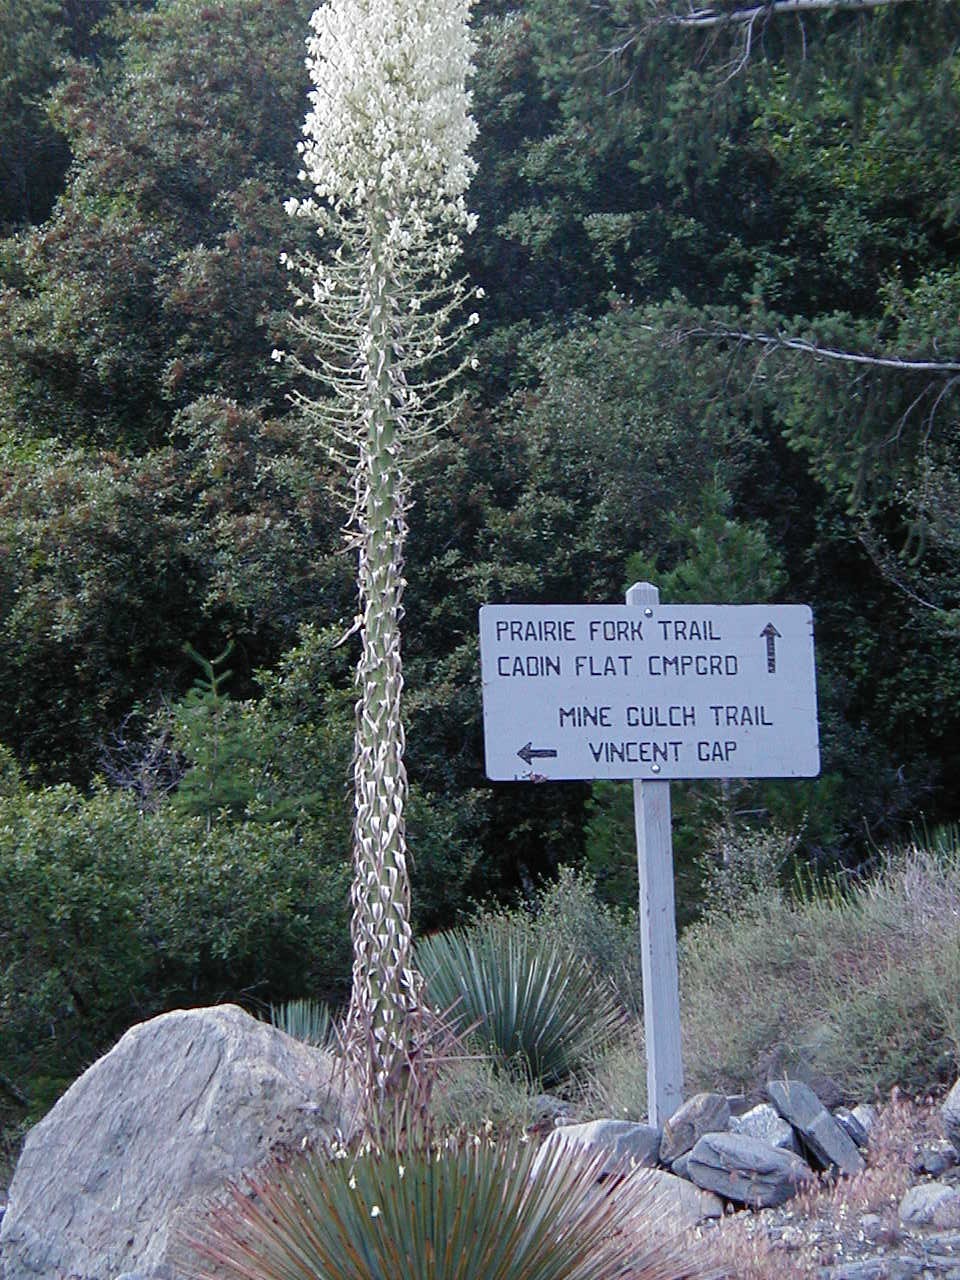 PRAIRIE FORK TRAIL
CABIN FLAT CMPGRD
MINE GULCH TRAIL
VINCENT GAP